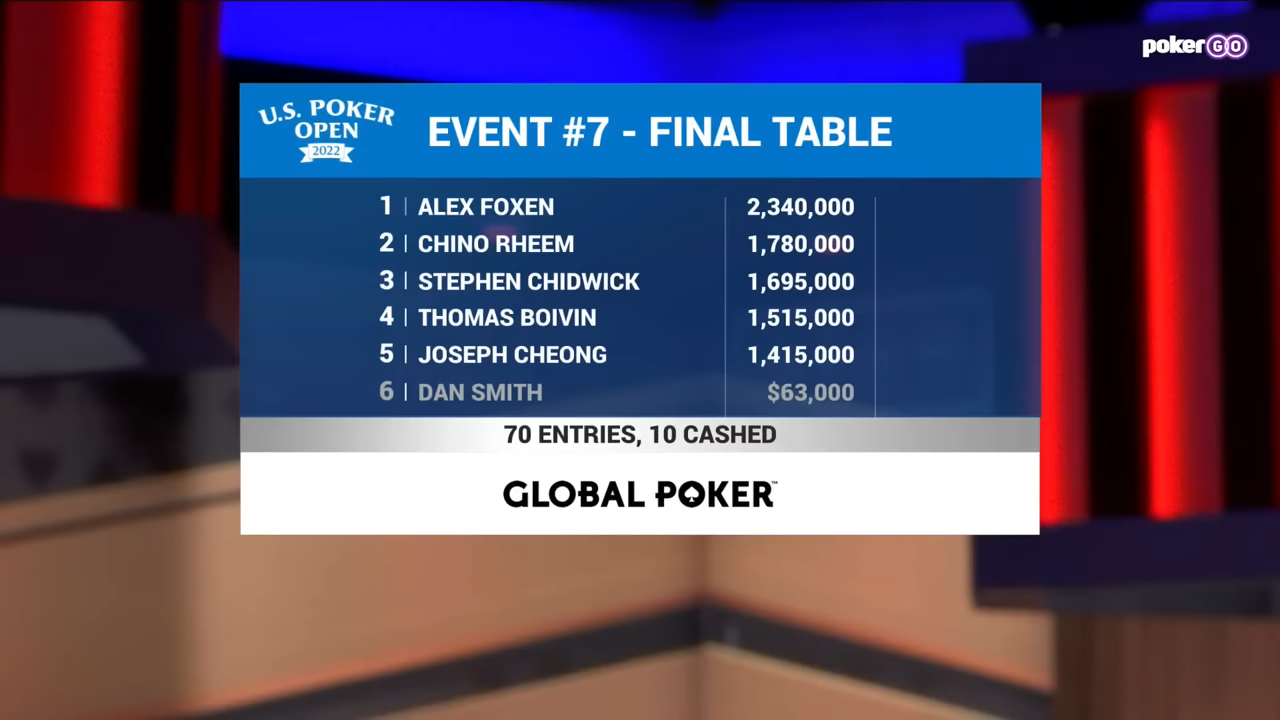 pokerGO
U.S. POKER
OPEN
2022
EVENT #7 - FINAL TABLE
1 | ALEX FOXEN 2,340,000
2 | CHINO RHEEM 1,780,000
3 | STEPHEN CHIDWICK 1,695,000
4 | THOMAS BOIVIN 1,515,000
5 | JOSEPH CHEONG 1,415,000
6 | DAN SMITH $63,000
70 ENTRIES, 10 CASHED
GLOBAL POKER™